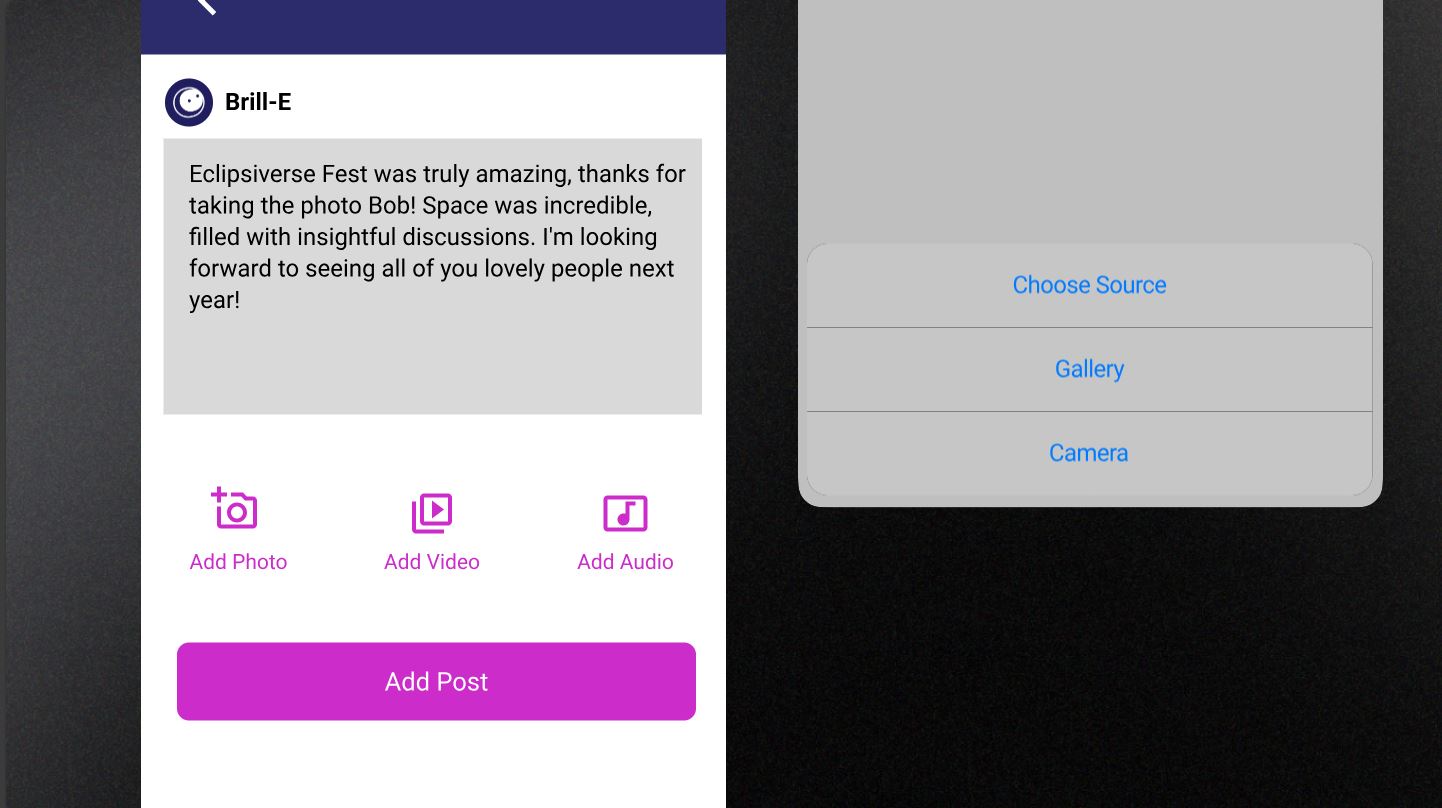 Brill-E
Eclipsiverse Fest was truly amazing, thanks for
taking the photo Bob! Space was incredible,
filled with insightful discussions. I'm looking
forward to seeing all of you lovely people next
year!
Add Photo
Add Video
Add Audio
Add Post
Choose Source
Gallery
Camera